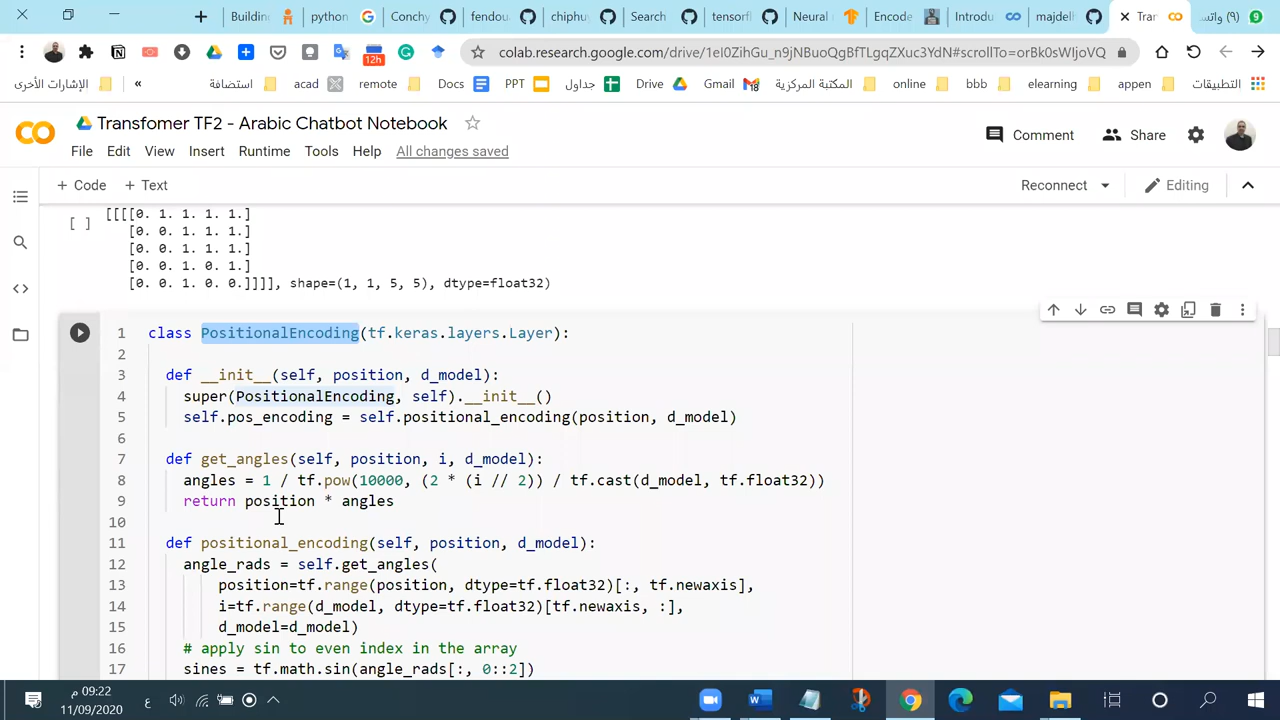 Buildin
python
Conchy
fendou
chiphuy
Search
tensorf
Neural
Encode
Introdu
majdelh
Tran
واتس (٩)
9
12h
colab.research.google.com/drive/1eI0ZihGu_n9jNBuoQgBfTLgqZXuc3YdN#scrollTo=orBk0sWqioVQ
الإشارات الأخرى
»
استضافة
acad
remote
Docs
PPT
جداول
Drive
Gmail
المكتبة المركزية
online
bbb
elearning
appen
التطبيقات
CO
Transfomer TF2 - Arabic Chatbot Notebook
Comment
Share
File Edit View Insert Runtime Tools Help All changes saved
+ Code + Text
Reconnect
Editing
[ ] [[[[0. 1. 1. 1. 1.]
[0. 0. 1. 1. 1.]
[0. 0. 1. 1. 1.]
[0. 0. 1. 0. 1.]
[0. 0. 1. 0. 0.]]]], shape=(1, 1, 5, 5), dtype=float32)
1 class PositionalEncoding(tf.keras.layers.Layer):
2
3 def __init__(self, position, d_model):
4 super(PositionalEncoding, self).__init__()
5 self.pos_encoding = self.positional_encoding(position, d_model)
6
7 def get_angles(self, position, i, d_model):
8 angles = 1 / tf.pow(10000, (2 * (i // 2)) / tf.cast(d_model, tf.float32))
9 return position * angles
10
11 def positional_encoding(self, position, d_model):
12 angle_rads = self.get_angles(
13 position=tf.range(position, dtype=tf.float32)[:, tf.newaxis],
14 i=tf.range(d_model, dtype=tf.float32)[tf.newaxis, :],
15 d_model=d_model)
16 # apply sin to even index in the array
17 sines = tf.math.sin(angle_rads[:, 0::2])
09:22 م
11/09/2020
ع